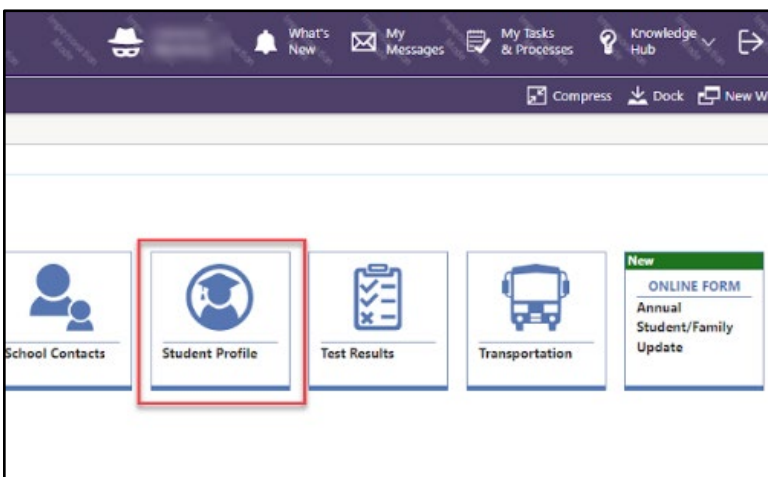 What's
New
My
Messages
My Tasks
& Processes
Knowledge
Hub
Compress
Dock
New W
School Contacts
Student Profile
Test Results
Transportation
New
ONLINE FORM
Annual
Student/Family
Update